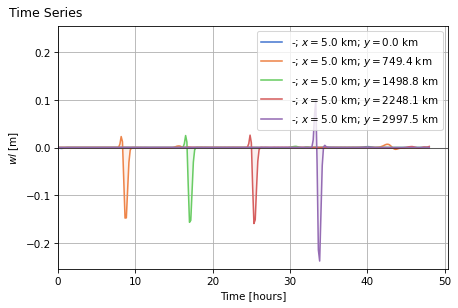 Time Series
-; x = 5.0 km; y = 0.0 km
-; x = 5.0 km; y = 749.4 km
-; x = 5.0 km; y = 1498.8 km
-; x = 5.0 km; y = 2248.1 km
-; x = 5.0 km; y = 2997.5 km
wl [m]
0.2
0.1
0.0
−0.1
−0.2
0 10 20 30 40 50
Time [hours]